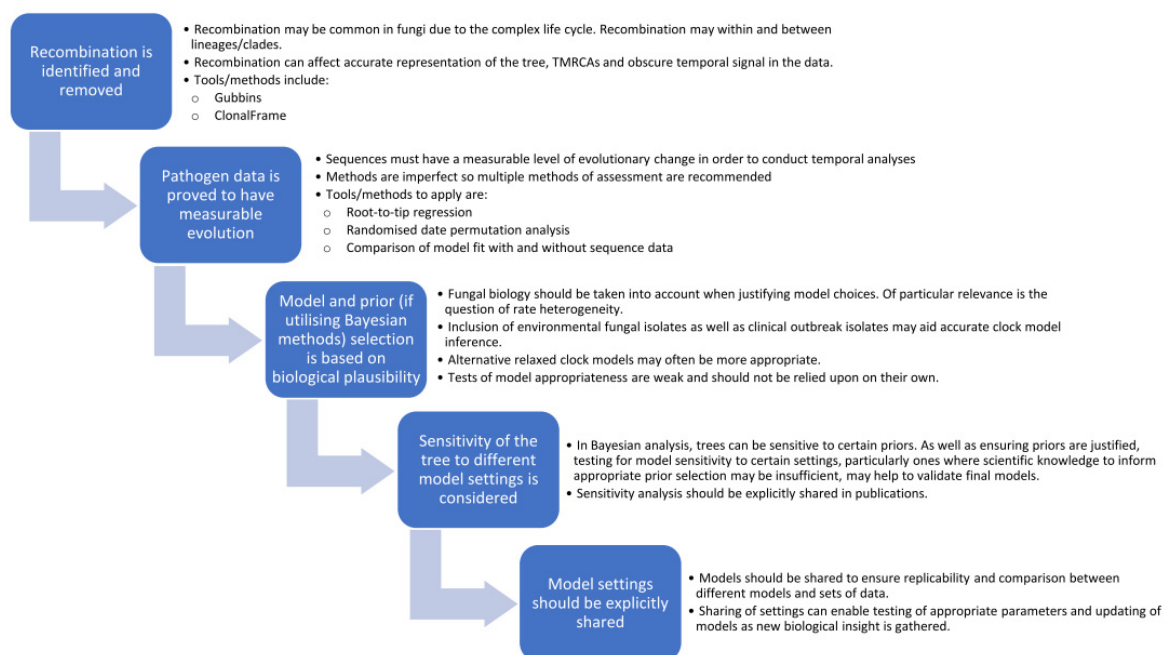 Recombination is
identified and
removed
• Recombination may be common in fungi due to the complex life cycle. Recombination may within and between
lineages/clades.
• Recombination can affect accurate representation of the tree, TMRCAs and obscure temporal signal in the data.
• Tools/methods include:
o Gubbins
o ClonalFrame
Pathogen data is
proved to have
measurable
evolution
• Sequences must have a measurable level of evolutionary change in order to conduct temporal analyses
• Methods are imperfect so multiple methods of assessment are recommended
• Tools/methods to apply are:
o Root-to-tip regression
o Randomised date permutation analysis
o Comparison of model fit with and without sequence data
Model and prior (if
utilising Bayesian
methods) selection
is based on
biological plausibility
• Fungal biology should be taken into account when justifying model choices. Of particular relevance is the
question of rate heterogeneity.
• Inclusion of environmental fungal isolates as well as clinical outbreak isolates may aid accurate clock model
inference.
• Alternative relaxed clock models may often be more appropriate.
• Tests of model appropriateness are weak and should not be relied upon on their own.
Sensitivity of the
tree to different
model settings is
considered
• In Bayesian analysis, trees can be sensitive to certain priors. As well as ensuring priors are justified,
testing for model sensitivity to certain settings, particularly ones where scientific knowledge to inform
appropriate prior selection may be insufficient, may help to validate final models.
• Sensitivity analysis should be explicitly shared in publications.
Model settings
should be explicitly
shared
• Models should be shared to ensure replicability and comparison between
different models and sets of data.
• Sharing of settings can enable testing of appropriate parameters and updating of
models as new biological insight is gathered.